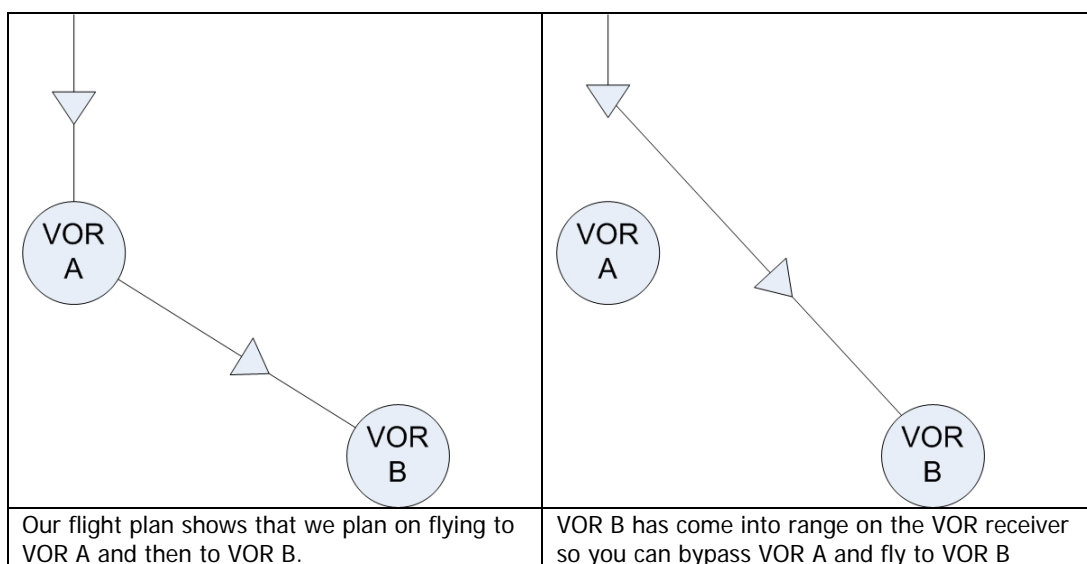 VOR
A
VOR
B
Our flight plan shows that we plan on flying to
VOR A and then to VOR B.
VOR
A
VOR
B
VOR B has come into range on the VOR receiver
so you can bypass VOR A and fly to VOR B